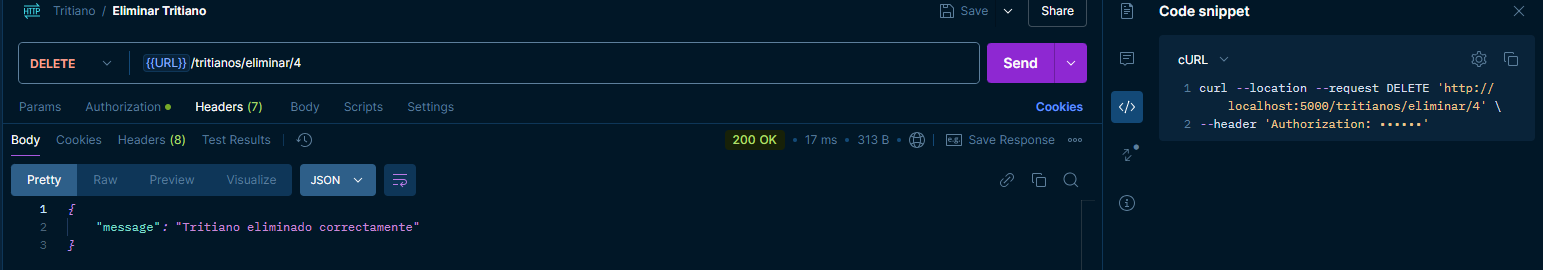 HTTP Tritiano / Eliminar Tritiano Save Share
DELETE {{URL}}/tritianos/eliminar/4 Send
Params Authorization Headers (7) Body Scripts Settings Cookies
Body Cookies Headers (8) Test Results 200 OK • 17 ms • 313 B • e.g. Save Response
Pretty Raw Preview Visualize JSON
1 {
2 "message": "Tritiano eliminado correctamente"
3 }
Code snippet
cURL
1 curl --location --request DELETE 'http://
localhost:5000/tritianos/eliminar/4' \
2 --header 'Authorization: ••••••'